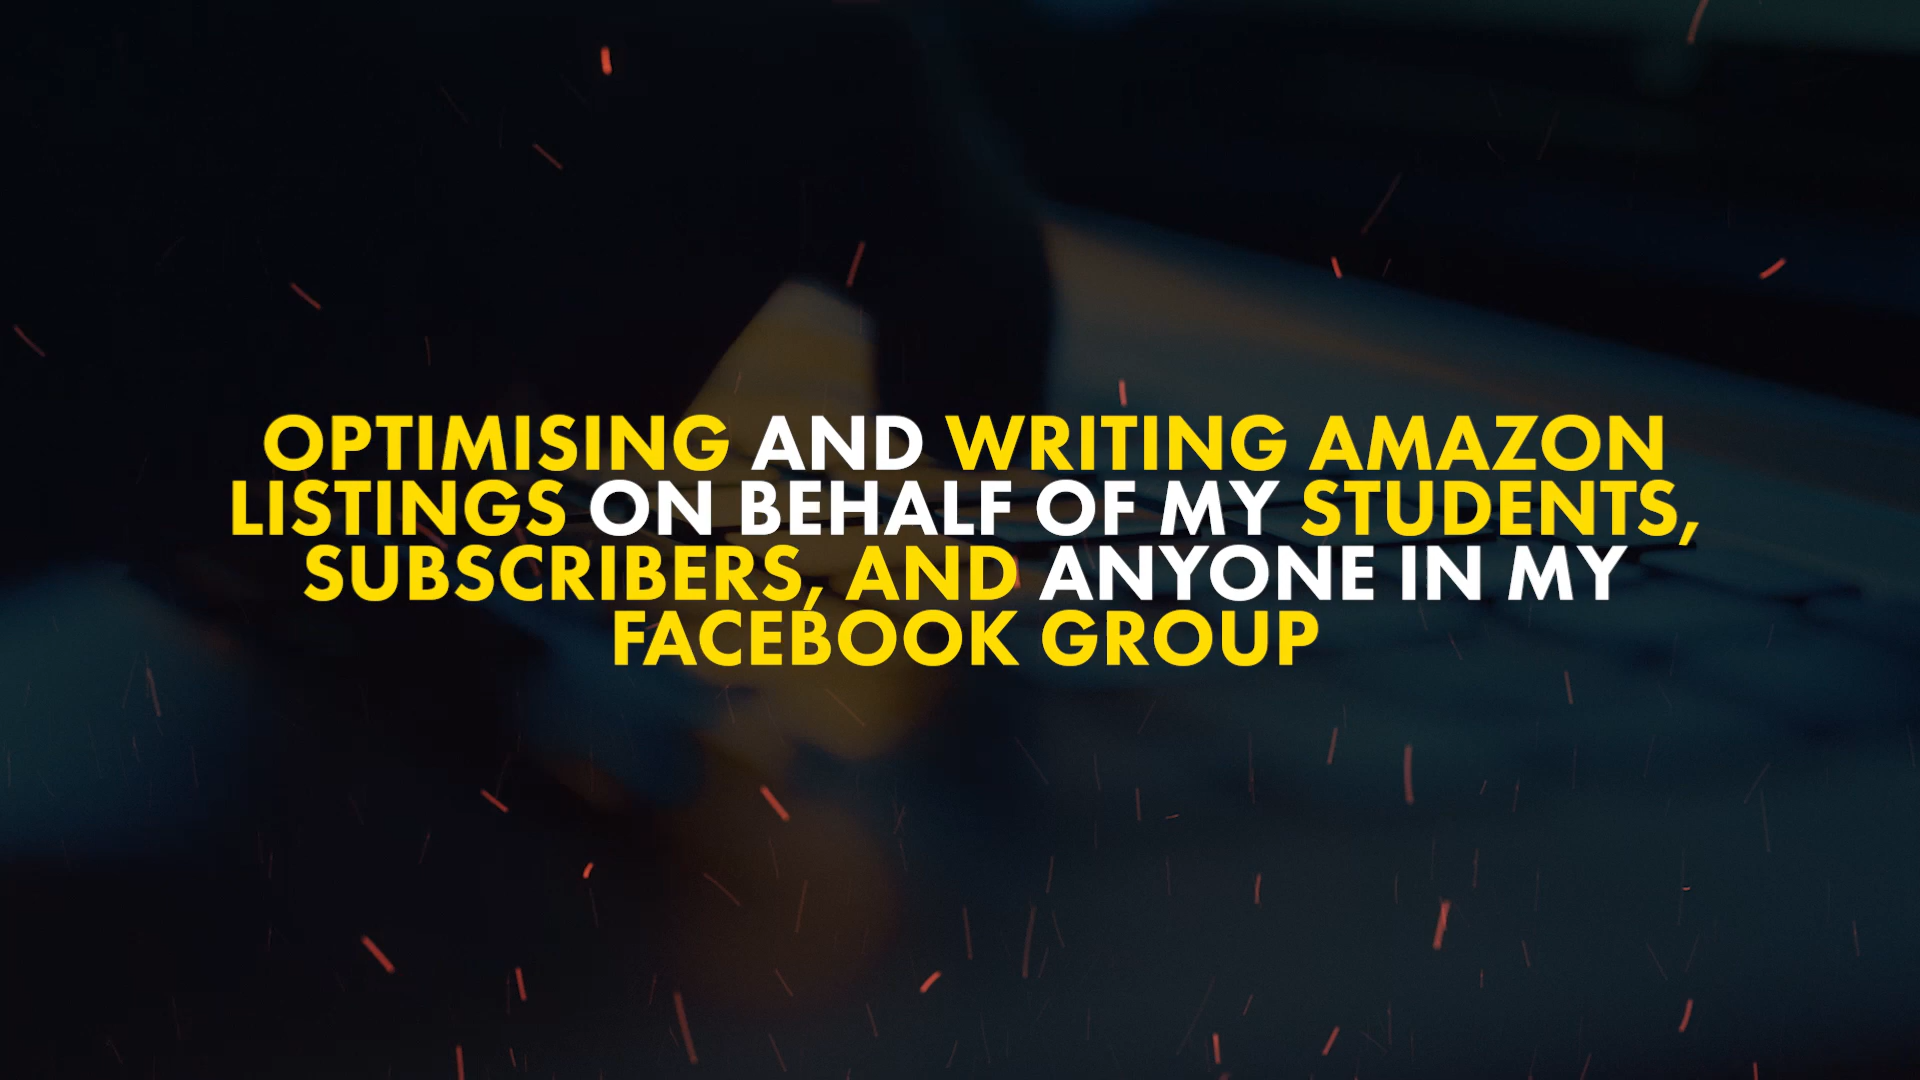 OPTIMISING AND WRITING AMAZON
LISTINGS ON BEHALF OF MY STUDENTS,
SUBSCRIBERS, AND ANYONE IN MY
FACEBOOK GROUP